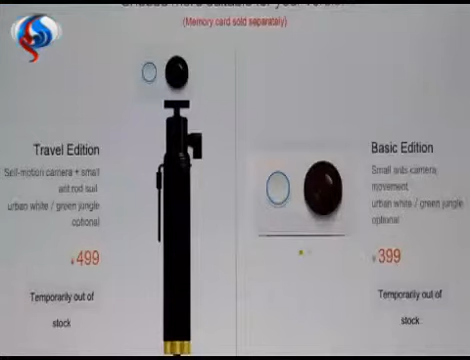 (Memory card sold separately)
Travel Edition
Self-motion camera + small
ant rod suit
urban white / green jungle
optional
499
Temporarily out of
stock
Basic Edition
Small ants camera
movement
urban white / green jungle
optional
399
Temporarily out of
stock